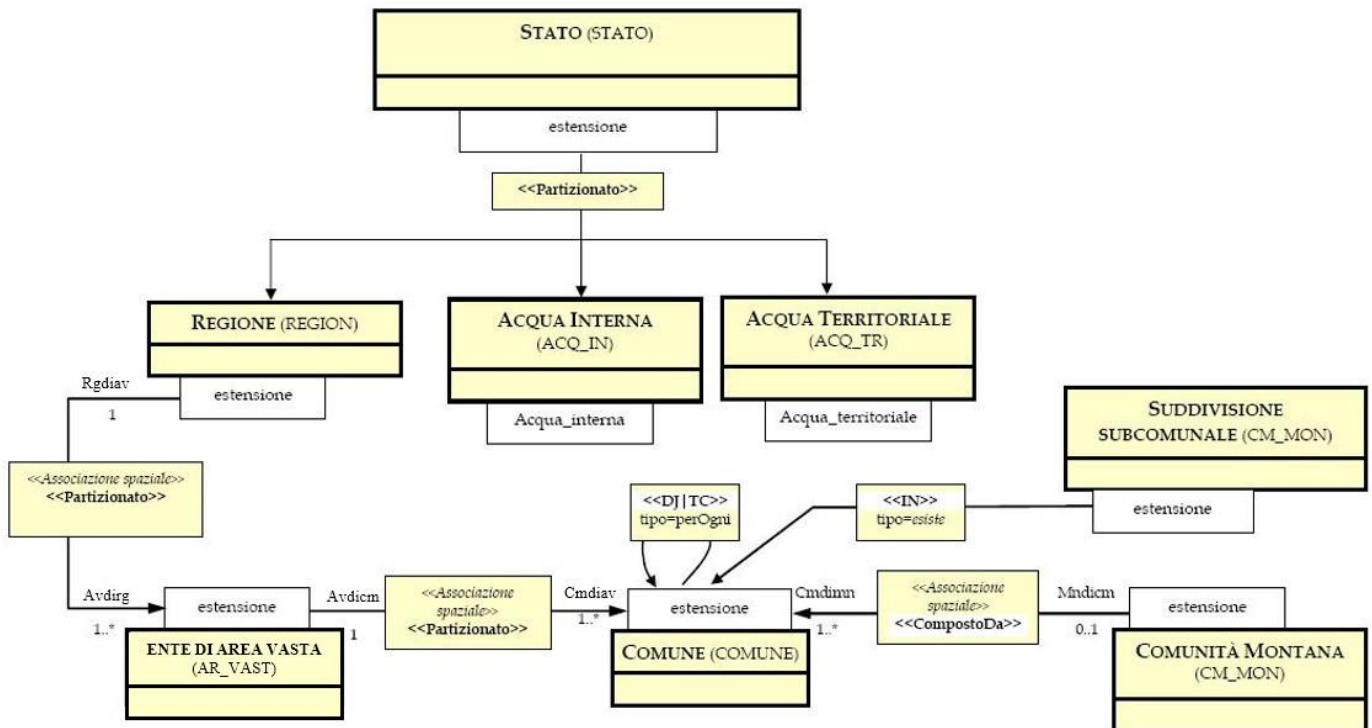 STATO (STATO)
estensione
<<Partizionato>>
REGIONE (REGION)
estensione
ACQUA INTERNA
(ACQ_IN)
Acqua_interna
ACQUA TERRITORIALE
(ACQ_TR)
Acqua_territoriale
Rgdiav
1
<<Associazione spaziale>>
<<Partizionato>>
SUDDIVISIONE
SUBCOMUNALE (CM_MON)
estensione
<<DJ|TC>>
tipo=perOgni
<<IN>>
tipo=esiste
Avdirg
1..*
estensione
ENTE DI AREA VASTA
(AR_VAST)
Avdicm
1
<<Associazione
spaziale>>
<<Partizionato>>
Cmdiav
1..*
estensione
COMUNE (COMUNE)
Cmdimn
1..*
<<Associazione
spaziale>>
<<CompostoDa>>
Mndicm
0..1
estensione
COMUNITÀ MONTANA
(CM_MON)